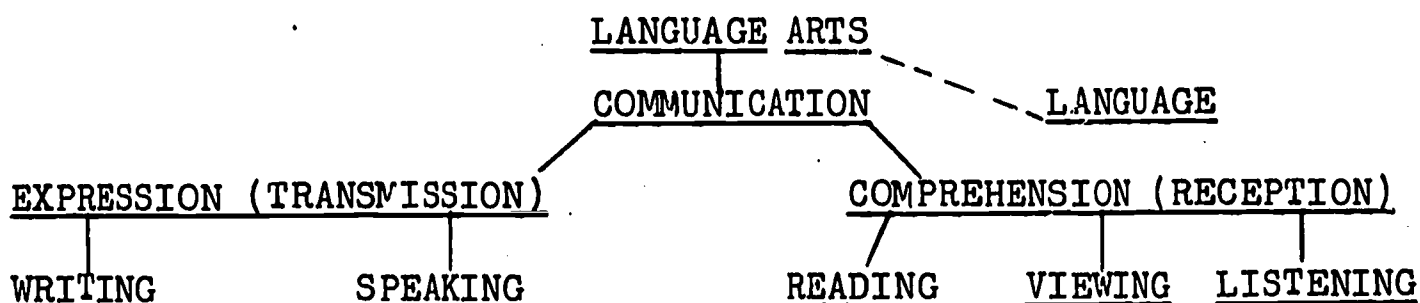 LANGUAGE ARTS
COMMUNICATION
LANGUAGE
EXPRESSION (TRANSMISSION)
COMPREHENSION (RECEPTION)
WRITING
SPEAKING
READING
VIEWING
LISTENING